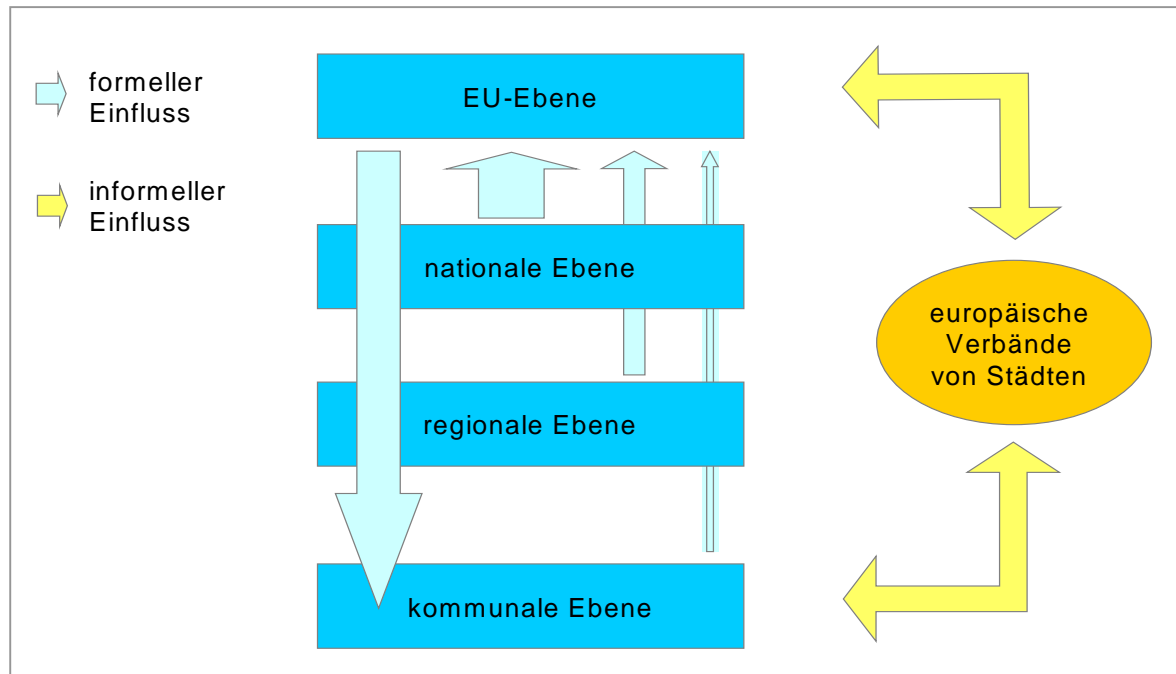 formeller
Einfluss
informeller
Einfluss
EU-Ebene
nationale Ebene
regionale Ebene
kommunale Ebene
europäische
Verbände
von Städten